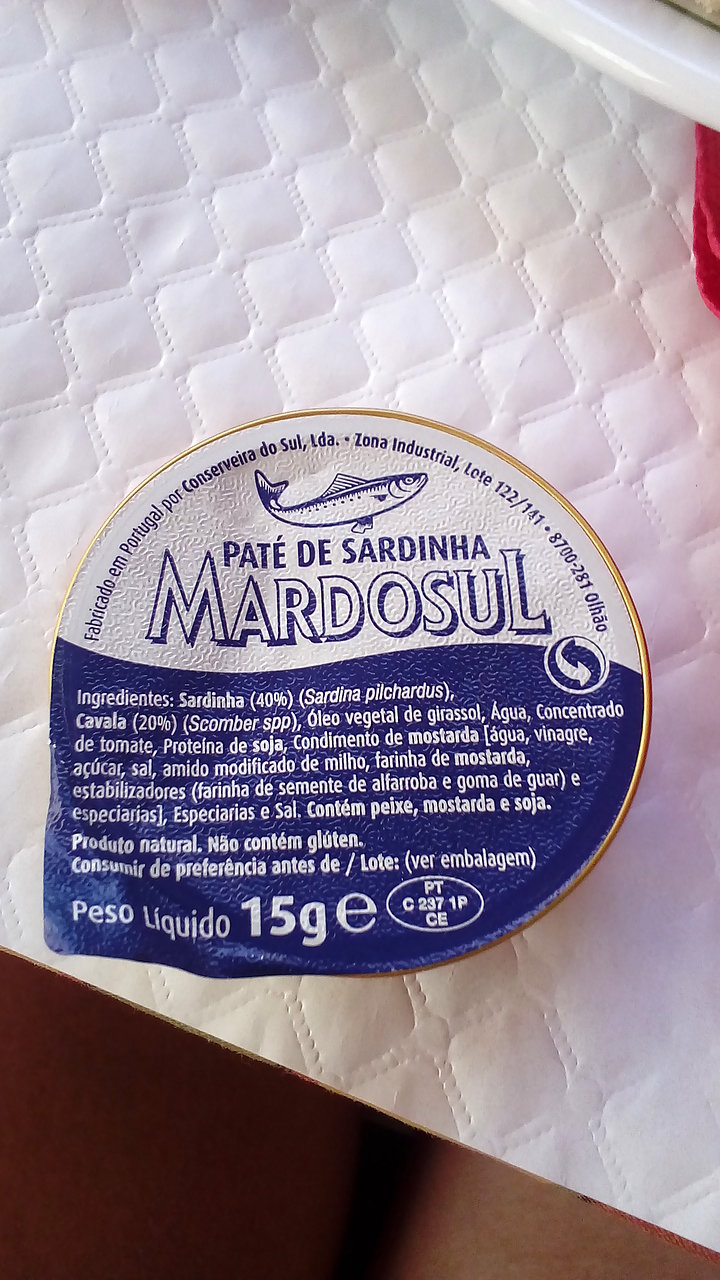 Fabricado em Portugal por Conserveira do Sul, Lda. • Zona Industrial, Lote 122/141 • 8700-281 Olhão
PATÉ DE SARDINHA
MARDOSUL
Ingredientes: Sardinha (40%) (Sardina pilchardus),
Cavala (20%) (Scomber spp), Óleo vegetal de girassol, Água, Concentrado
de tomate, Proteína de soja, Condimento de mostarda [água, vinagre,
açúcar, sal, amido modificado de milho, farinha de mostarda,
estabilizadores (farinha de semente de alfarroba e goma de guar) e
especiarias], Especiarias e Sal. Contém peixe, mostarda e soja.
Produto natural. Não contém glúten.
Consumir de preferência antes de / Lote: (ver embalagem)
Peso Líquido 15g e
PT
C 237 1P
CE